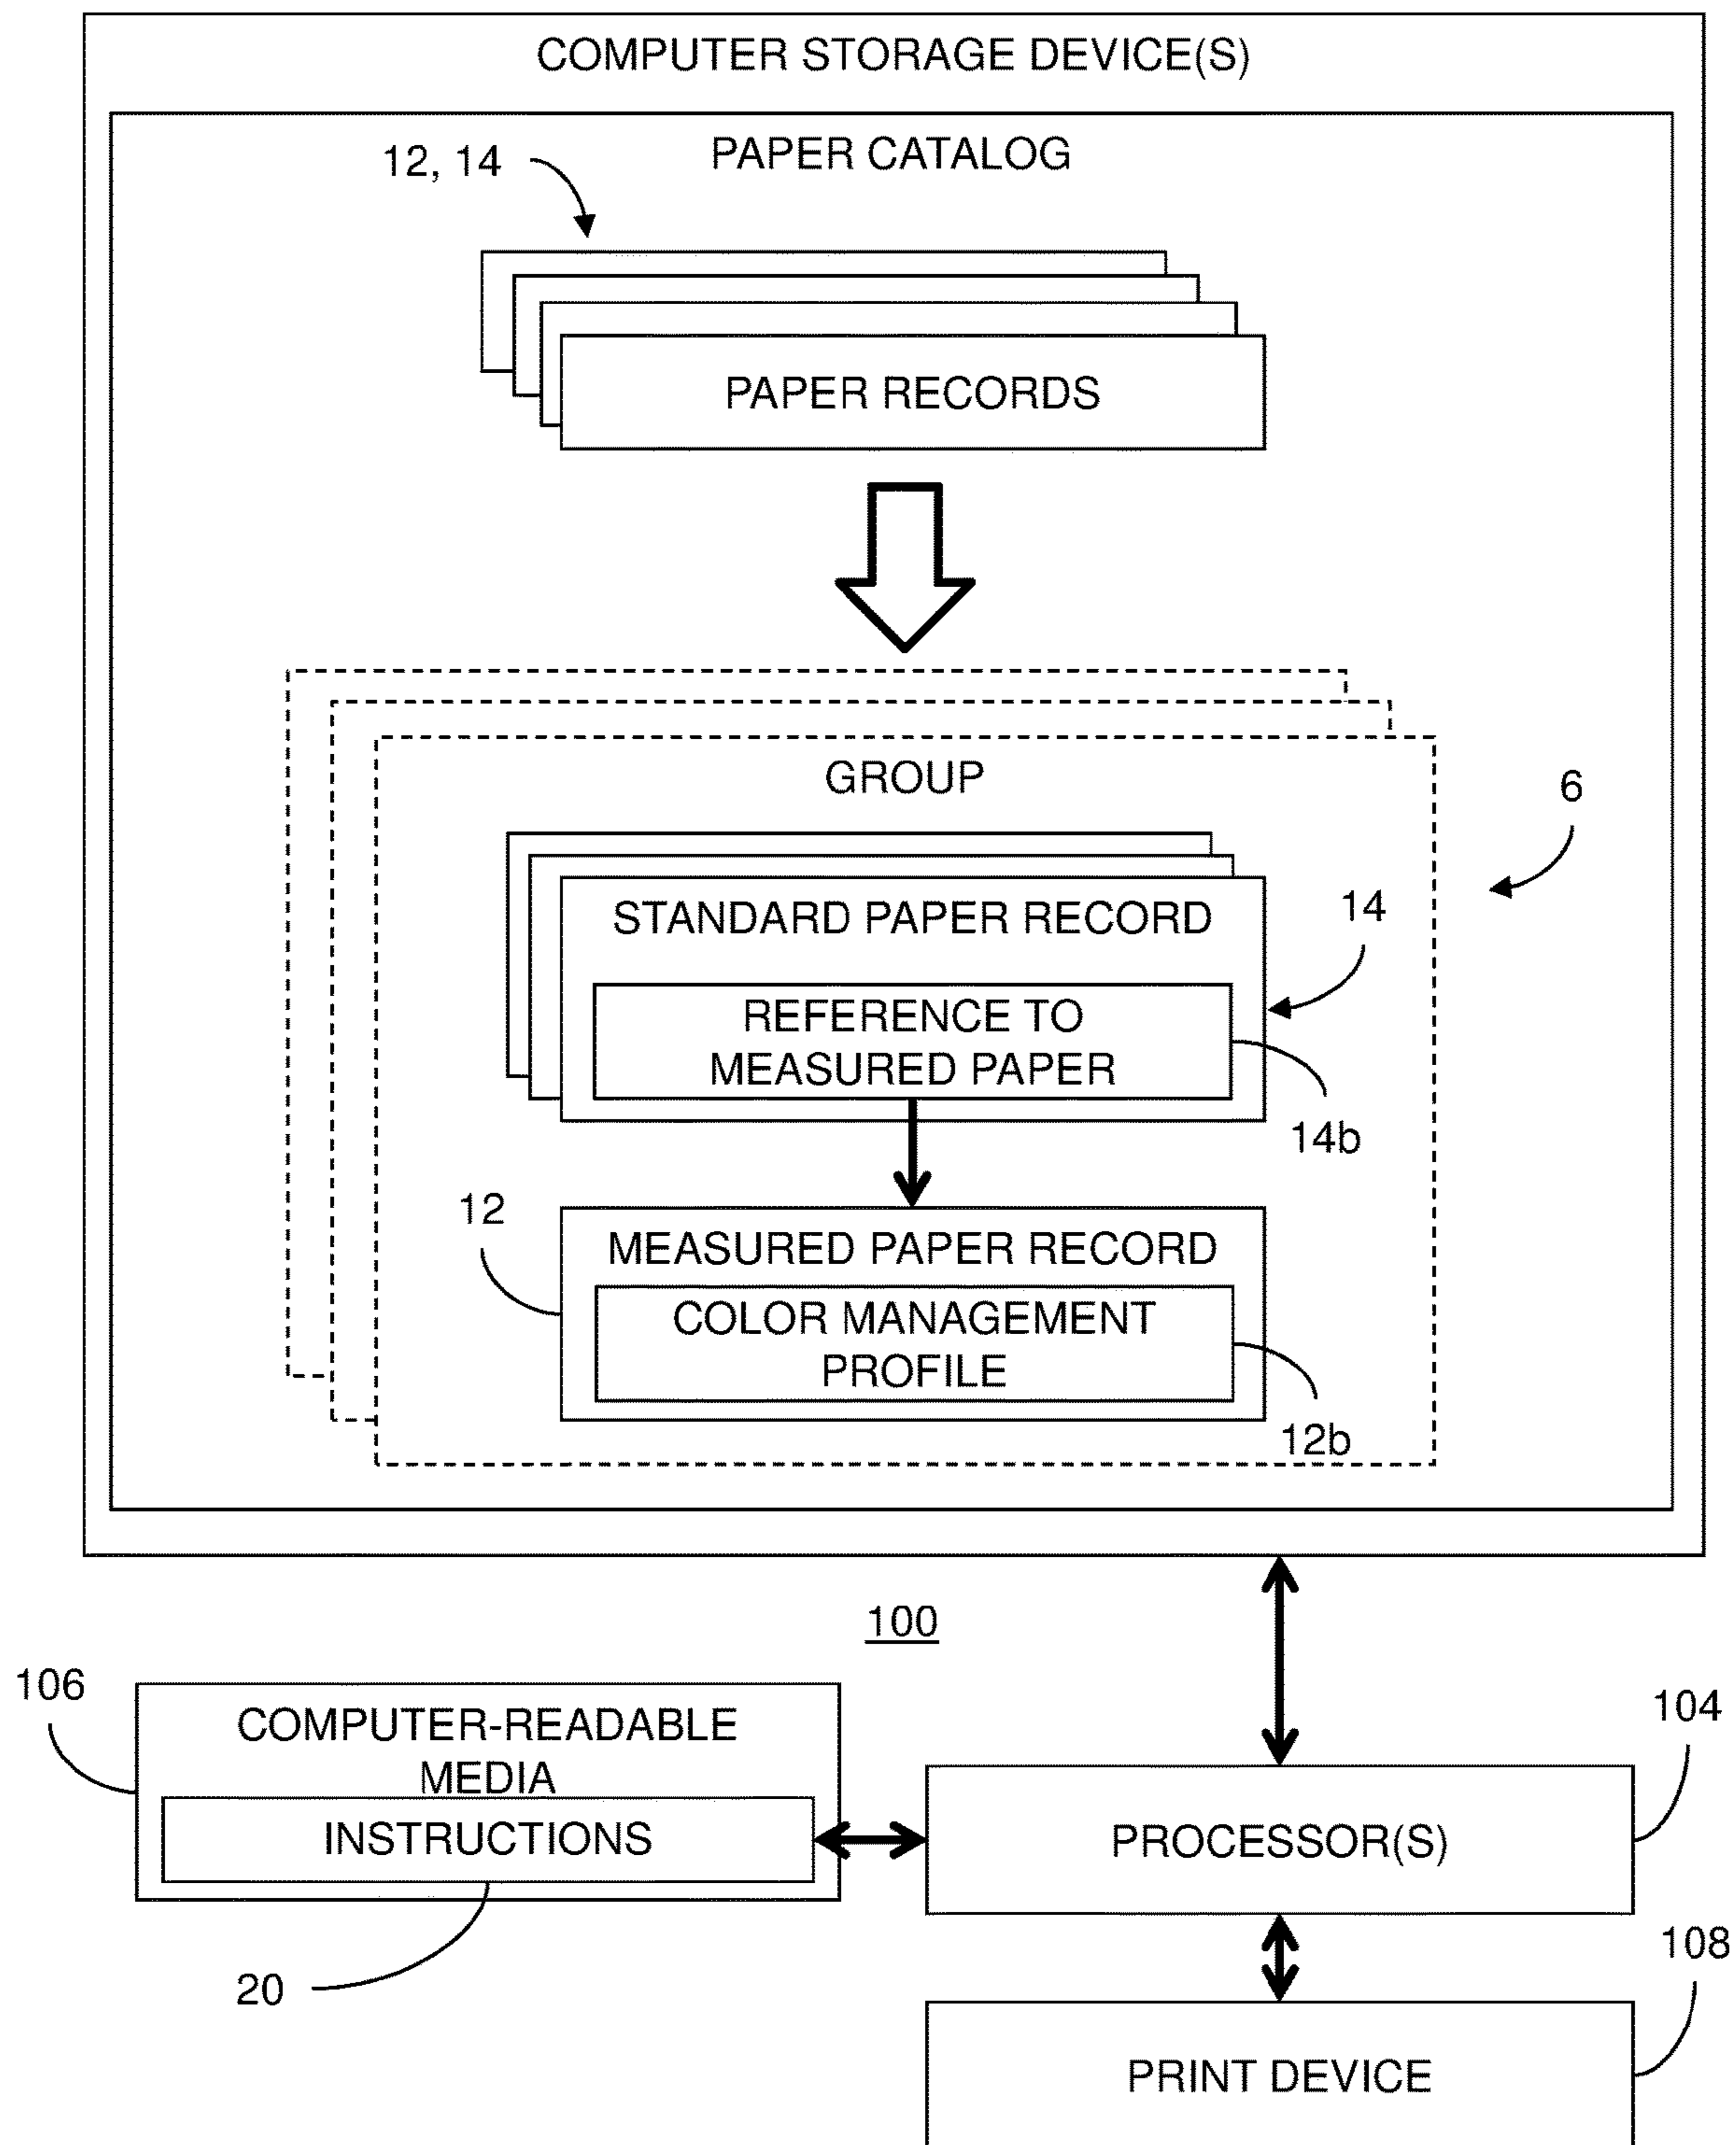 COMPUTER STORAGE DEVICE(S)
PAPER CATALOG
12, 14
PAPER RECORDS
GROUP
6
STANDARD PAPER RECORD
14
REFERENCE TO
MEASURED PAPER
14b
12
MEASURED PAPER RECORD
COLOR MANAGEMENT
PROFILE
12b
100
106
COMPUTER-READABLE
MEDIA
104
INSTRUCTIONS
PROCESSOR(S)
20
108
PRINT DEVICE